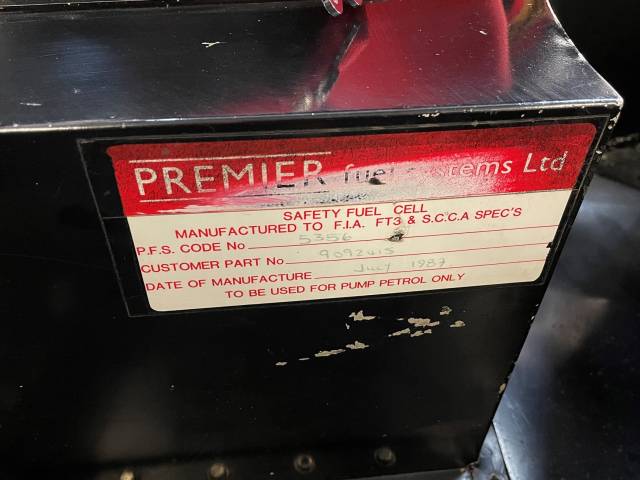 PREMIER fuel systems Ltd
SAFETY FUEL CELL
MANUFACTURED TO F.I.A. FT3 & S.C.C.A SPEC'S
P.F.S. CODE No 5356
CUSTOMER PART No 9092415
DATE OF MANUFACTURE July 1987
TO BE USED FOR PUMP PETROL ONLY